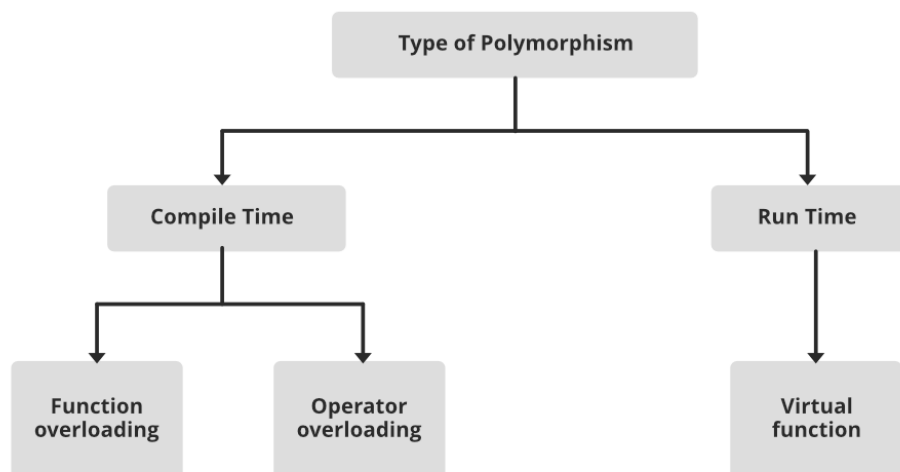 Type of Polymorphism
Compile Time
Run Time
Function
overloading
Operator
overloading
Virtual
function